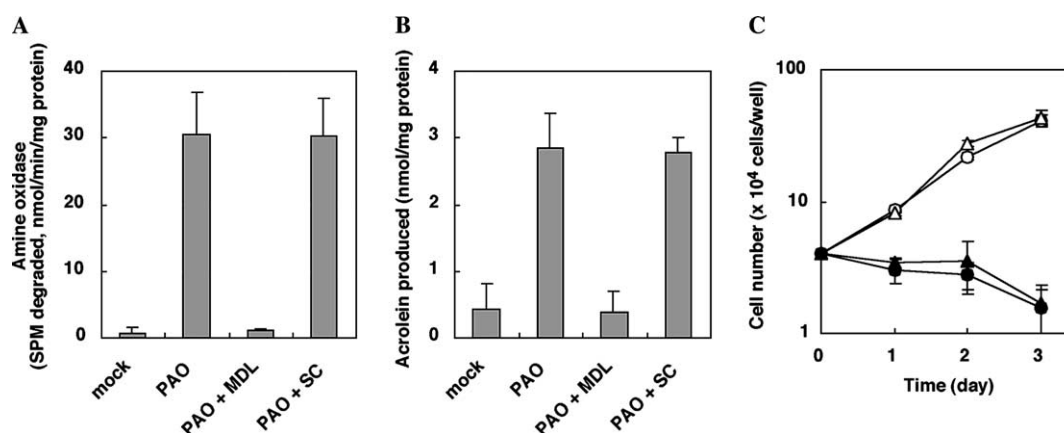 A
Amine oxidase
(SPM degraded, nmol/min/mg protein)
40
30
20
10
0
mock
PAO
PAO + MDL
PAO + SC
B
Acrolein produced (nmol/mg protein)
4
3
2
1
0
mock
PAO
PAO + MDL
PAO + SC
C
Cell number (x 10⁴ cells/well)
100
10
1
0
1
2
3
Time (day)